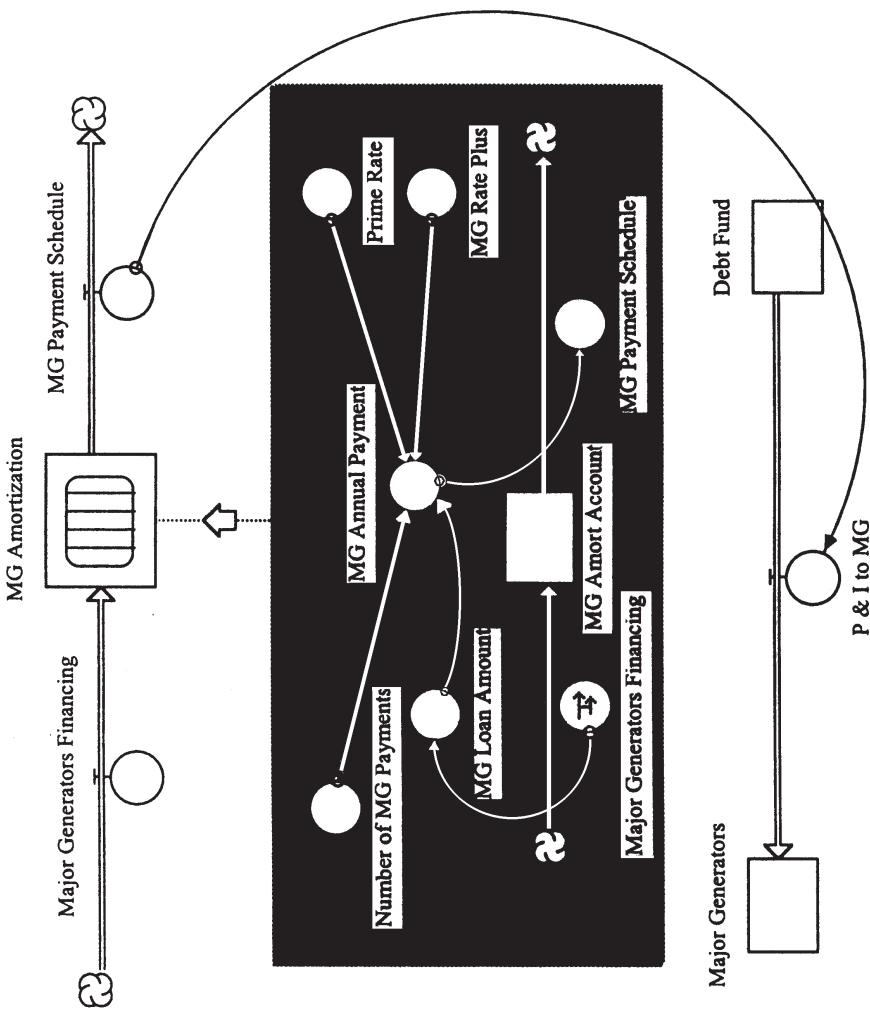 Major Generators Financing
MG Amortization
MG Payment Schedule
Number of MG Payments
MG Annual Payment
Prime Rate
MG Loan Amount
MG Rate Plus
Major Generators Financing
MG Amort Account
MG Payment Schedule
Major Generators
Debt Fund
P & I to MG